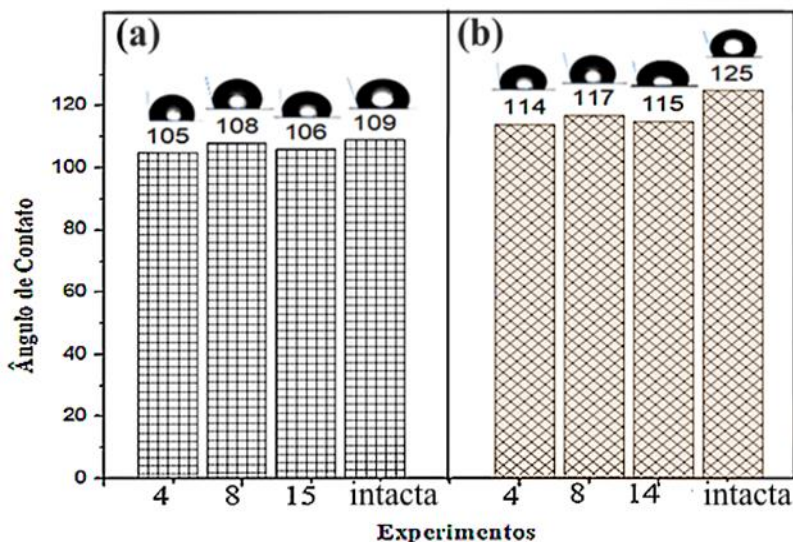 (a)
(b)
105
108
106
109
114
117
115
125
120
100
80
60
40
20
0
Ângulo de Contato
4 8 15 intacta
4 8 14 intacta
Experimentos